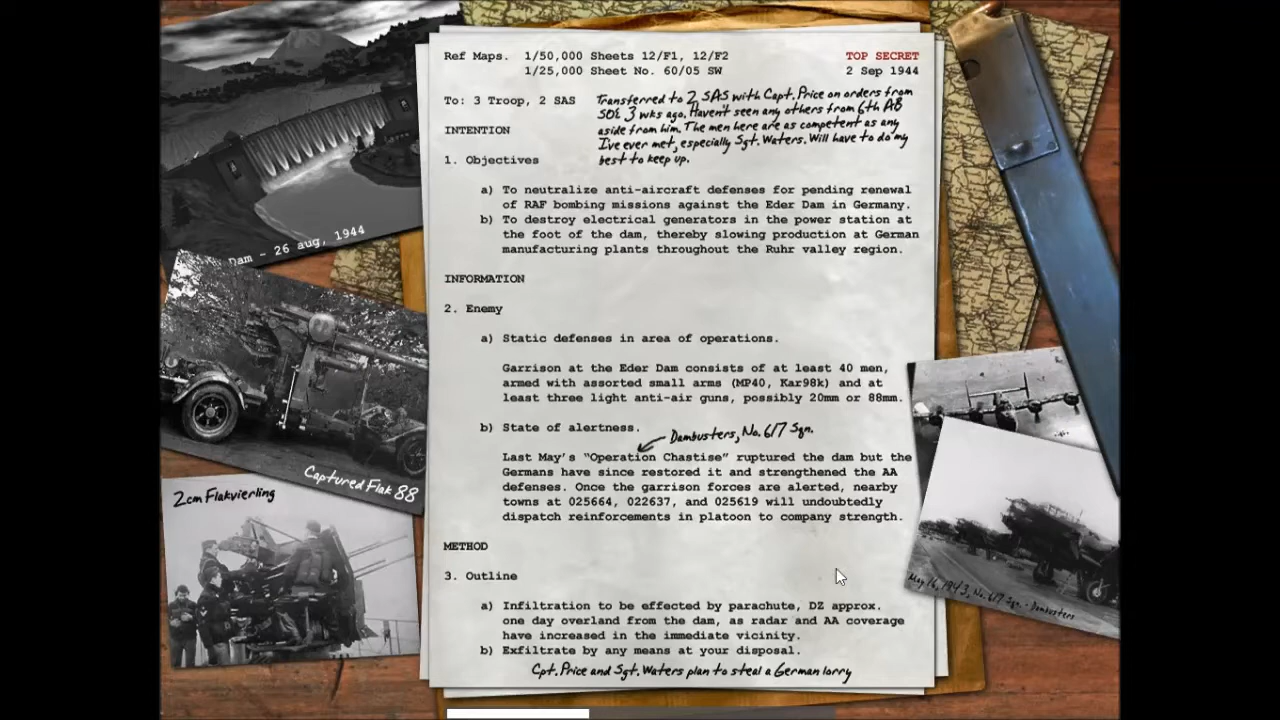 Ref Maps. 1/50,000 Sheets 12/F1, 12/F2
TOP SECRET
1/25,000 Sheet No. 60/05 SW
2 Sep 1944
To: 3 Troop, 2 SAS
Transferred to 2 SAS with Capt. Price on orders from
SOE 3 wks ago. Haven't seen any others from 6th AB
aside from him. The men here are as competent as any
I've ever met, especially Sgt. Waters. Will have to do my
best to keep up.
INTENTION
1. Objectives
a) To neutralize anti-aircraft defenses for pending renewal
of RAF bombing missions against the Eder Dam in Germany.
b) To destroy electrical generators in the power station at
the foot of the dam, thereby slowing production at German
manufacturing plants throughout the Ruhr valley region.
INFORMATION
2. Enemy
a) Static defenses in area of operations.
Garrison at the Eder Dam consists of at least 40 men,
armed with assorted small arms (MP40, Kar98k) and at
least three light anti-air guns, possibly 20mm or 88mm.
b) State of alertness.
Dambusters, No. 617 Sqn.
Last May's “Operation Chastise” ruptured the dam but the
Germans have since restored it and strengthened the AA
defenses. Once the garrison forces are alerted, nearby
towns at 025664, 022637, and 025619 will undoubtedly
dispatch reinforcements in platoon to company strength.
METHOD
3. Outline
a) Infiltration to be effected by parachute, DZ approx.
one day overland from the dam, as radar and AA coverage
have increased in the immediate vicinity.
b) Exfiltrate by any means at your disposal.
Cpt. Price and Sgt. Waters plan to steal a German lorry
Dam - 26 aug, 1944
Captured Flak 88
2cm Flakvierling
May 16, 1943, No. 617 Sqn. - Dambusters